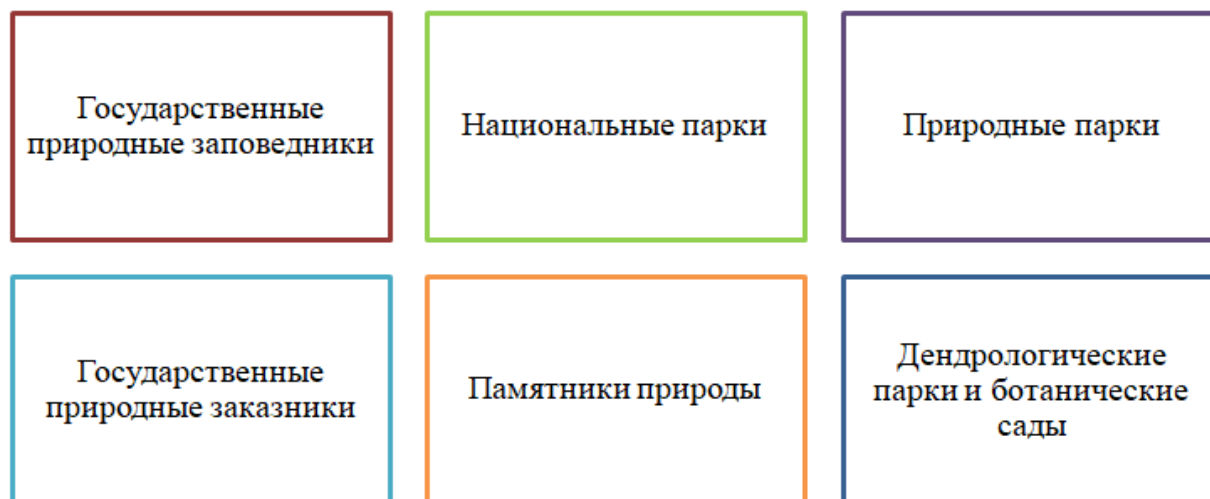 Государственные
природные заповедники
Национальные парки
Природные парки
Государственные
природные заказники
Памятники природы
Дендрологические
парки и ботанические
сады